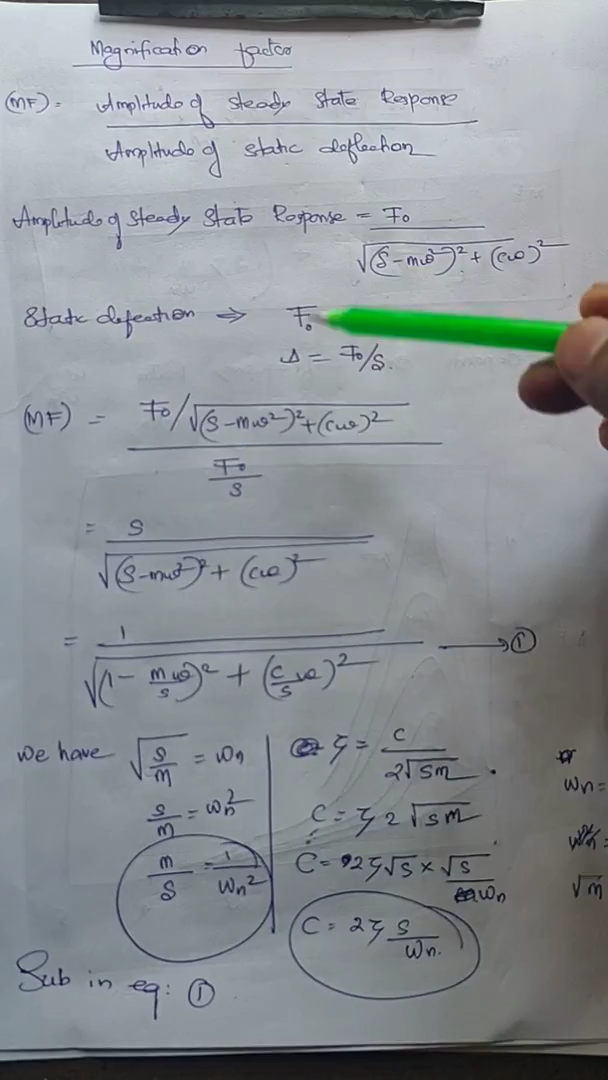 Magnification factor
(MF) = Amplitude of steady state Response
Amplitude of static deflection
Amplitude of Steady State Response = F₀
√(S-mω²)² + (cω)²
Static defection ⇒ F₀
Δ = F₀/S.
(MF) = F₀/√(S-mω²)²+(cω)²
F₀
S
= S
√(S-mω²)² + (cω)²
= 1 ⟶ ①
√(1 - m/s ω²)² + (c/s ω)²
We have √(S/m) = ωn
S/m = ωn²
m/S = 1/ωn²
ζ = C / 2√Sm .
C = ζ 2 √Sm
C = 2ζ√S × √S / ωn
C = 2ζ S/ωn.
ωn =
√m
Sub in eq: ①